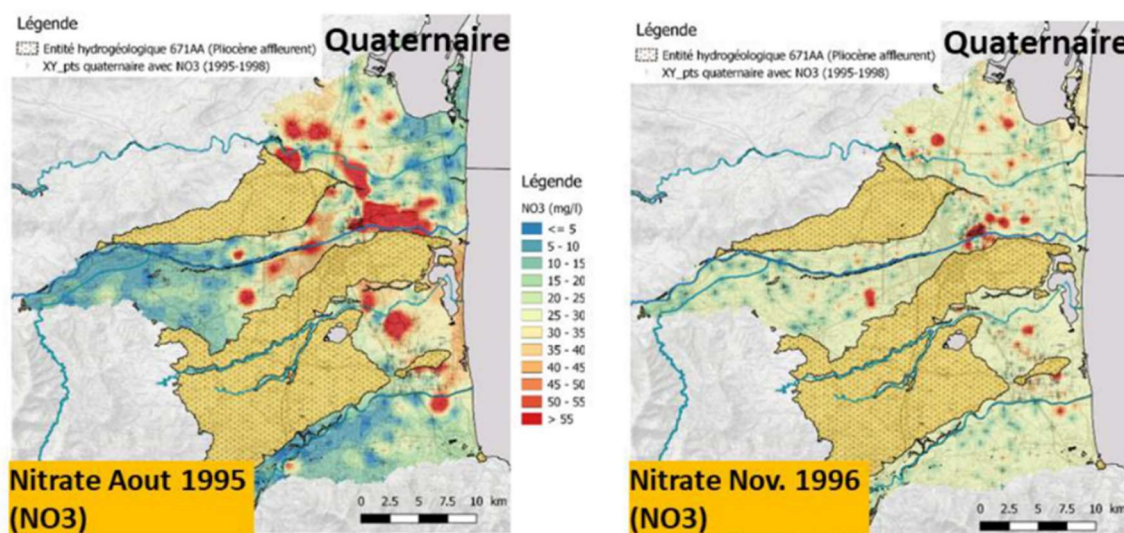 Légende
Quaternaire
Entité hydrogéologique 671AA (Pliocène affleurent)
XY_pts quaternaire avec NO3 (1995-1998)
Nitrate Aout 1995
(NO3)
0 2.5 5 7.5 10 km
Légende
NO3 (mg/l)
<= 5
5 - 10
10 - 15
15 - 20
20 - 25
25 - 30
30 - 35
35 - 40
40 - 45
45 - 50
50 - 55
> 55
Légende
Quaternaire
Entité hydrogéologique 671AA (Pliocène affleurent)
XY_pts quaternaire avec NO3 (1995-1998)
Nitrate Nov. 1996
(NO3)
0 2.5 5 7.5 10 km